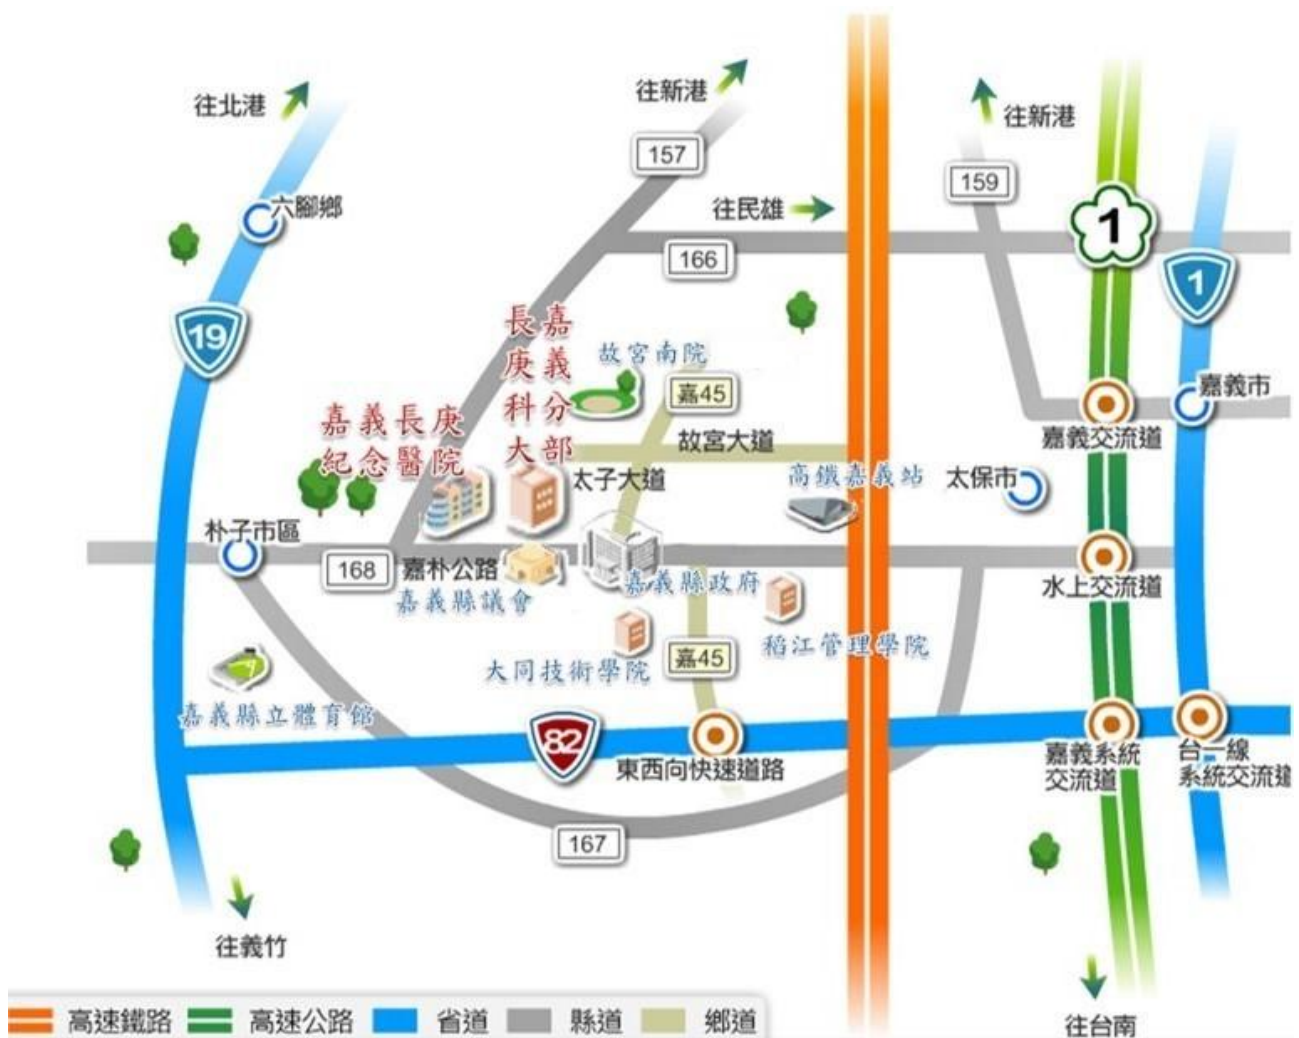 往北港
往新港
往新港
157
159
往民雄
六腳鄉
1
166
1
19
長庚科大
嘉義分部
故宮南院
嘉45
嘉義市
嘉義長庚
紀念醫院
故宮大道
嘉義交流道
太子大道
高鐵嘉義站
太保市
朴子市區
168
嘉朴公路
嘉義縣議會
嘉義縣政府
水上交流道
大同技術學院
嘉45
稻江管理學院
嘉義縣立體育館
82
東西向快速道路
嘉義系統
交流道
台一線
系統交流道
167
往義竹
往台南
高速鐵路
高速公路
省道
縣道
鄉道